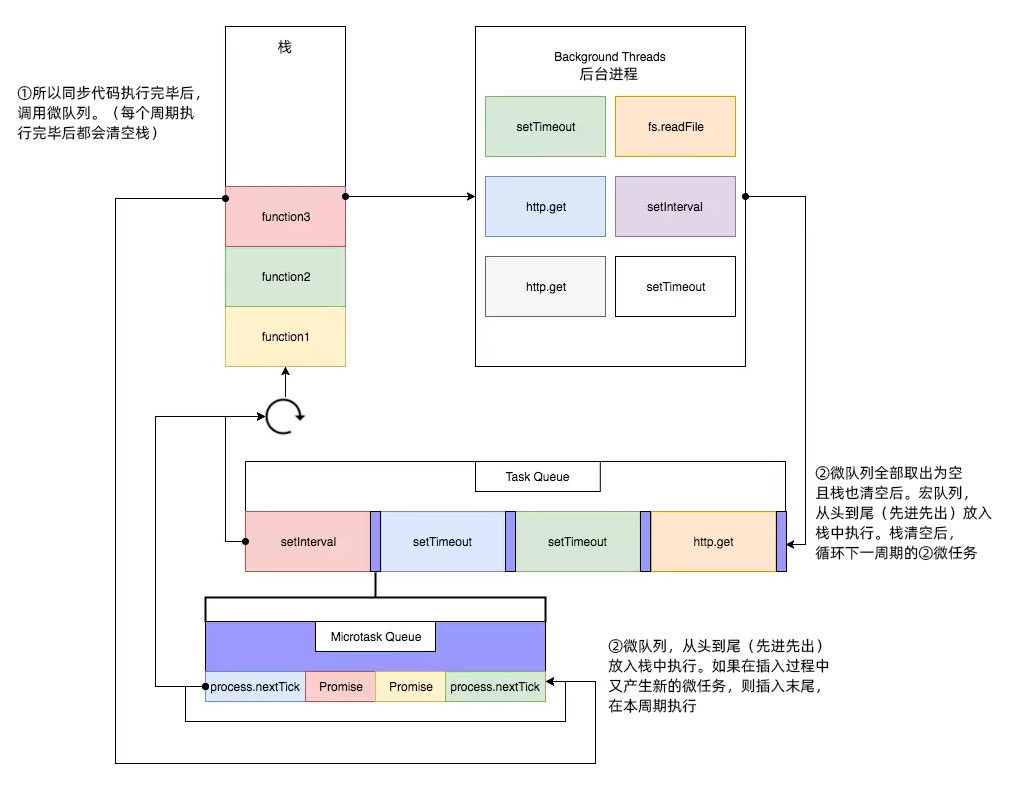 栈
Background Threads
后台进程
①所以同步代码执行完毕后，
调用微队列。（每个周期执
行完毕后都会清空栈）
setTimeout
fs.readFile
function3
http.get
setInterval
function2
http.get
setTimeout
function1
Task Queue
setInterval
setTimeout
setTimeout
http.get
②微队列全部取出为空
且栈也清空后。宏队列，
从头到尾（先进先出）放入
栈中执行。栈清空后，
循环下一周期的②微任务
Microtask Queue
process.nextTick
Promise
Promise
process.nextTick
②微队列，从头到尾（先进先出）
放入栈中执行。如果在插入过程中
又产生新的微任务，则插入末尾，
在本周期执行